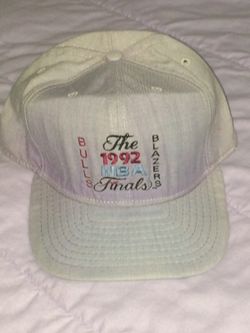 BULLS
The
1992
NBA
Finals
BLAZERS